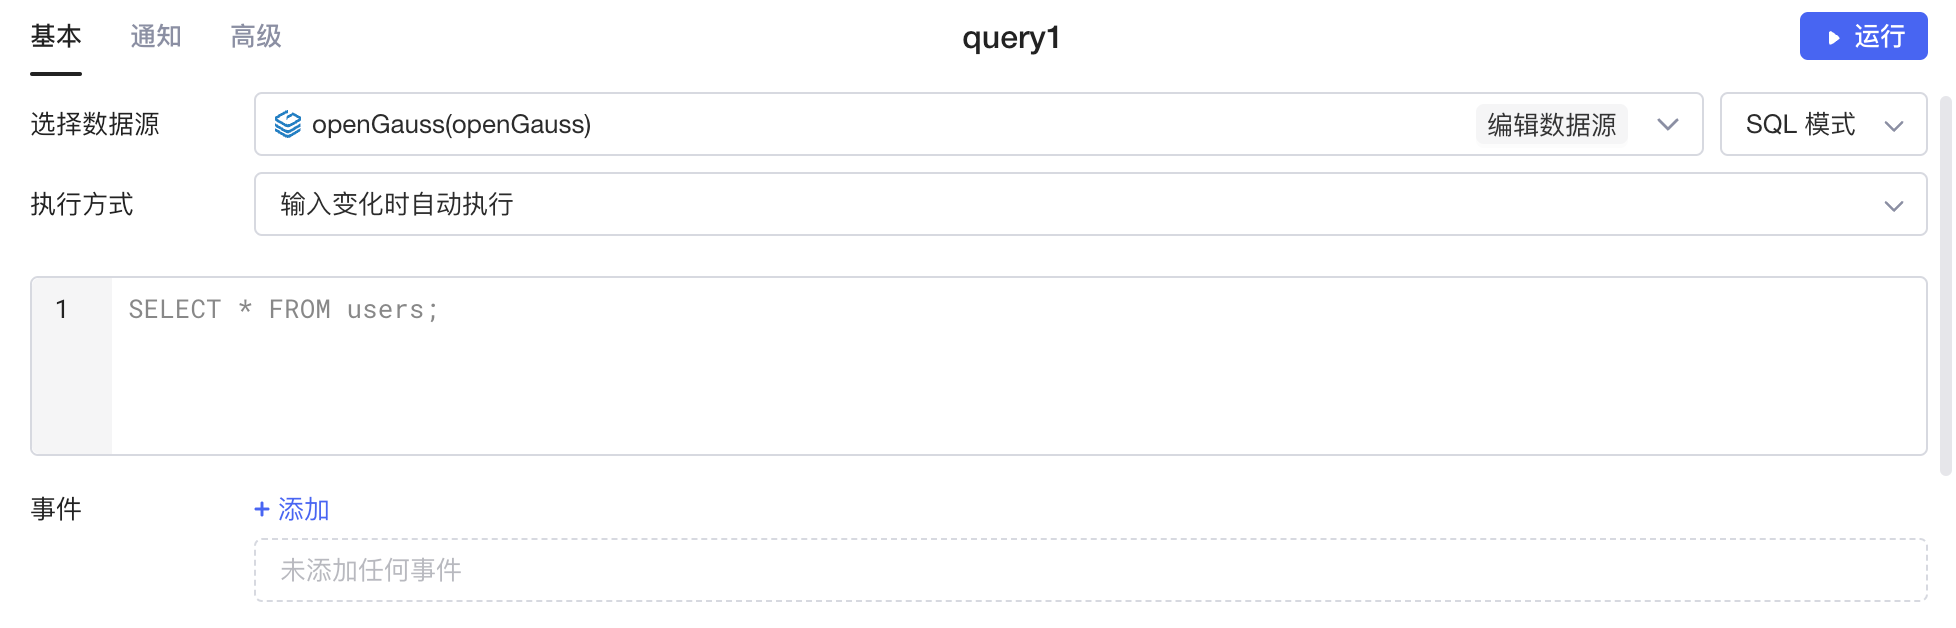 基本 通知 高级 query1 运行
选择数据源 openGauss(openGauss) 编辑数据源 SQL 模式
执行方式 输入变化时自动执行
1 SELECT * FROM users;
事件 + 添加
未添加任何事件